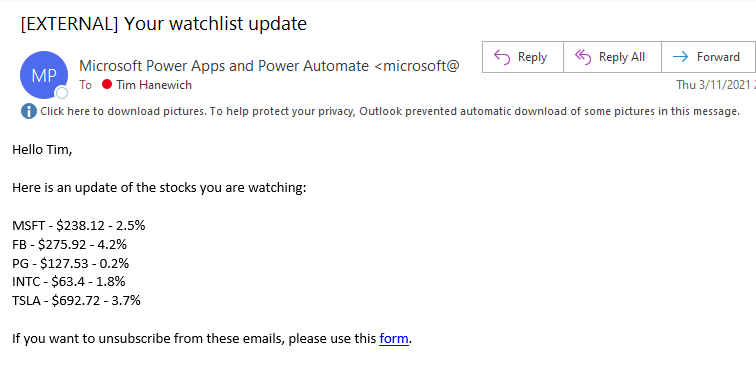 [EXTERNAL] Your watchlist update
MP
Microsoft Power Apps and Power Automate <microsoft@
Reply
Reply All
Forward
To Tim Hanewich
Thu 3/11/2021
Click here to download pictures. To help protect your privacy, Outlook prevented automatic download of some pictures in this message.
Hello Tim,
Here is an update of the stocks you are watching:
MSFT - $238.12 - 2.5%
FB - $275.92 - 4.2%
PG - $127.53 - 0.2%
INTC - $63.4 - 1.8%
TSLA - $692.72 - 3.7%
If you want to unsubscribe from these emails, please use this form.